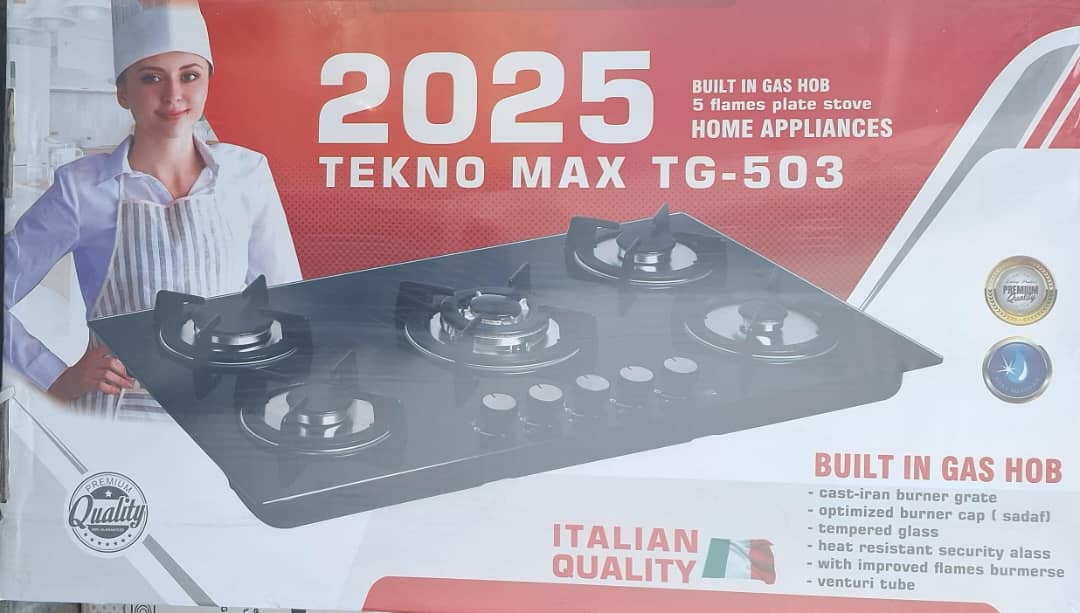 2025
BUILT IN GAS HOB
5 flames plate stove
HOME APPLIANCES
TEKNO MAX TG-503
PREMIUM
Quality
PREMIUM
Quality
BUILT IN GAS HOB
- cast-iran burner grate
- optimized burner cap ( sadaf)
- tempered glass
- heat resistant security alass
- with improved flames burmerse
- venturi tube
ITALIAN
QUALITY